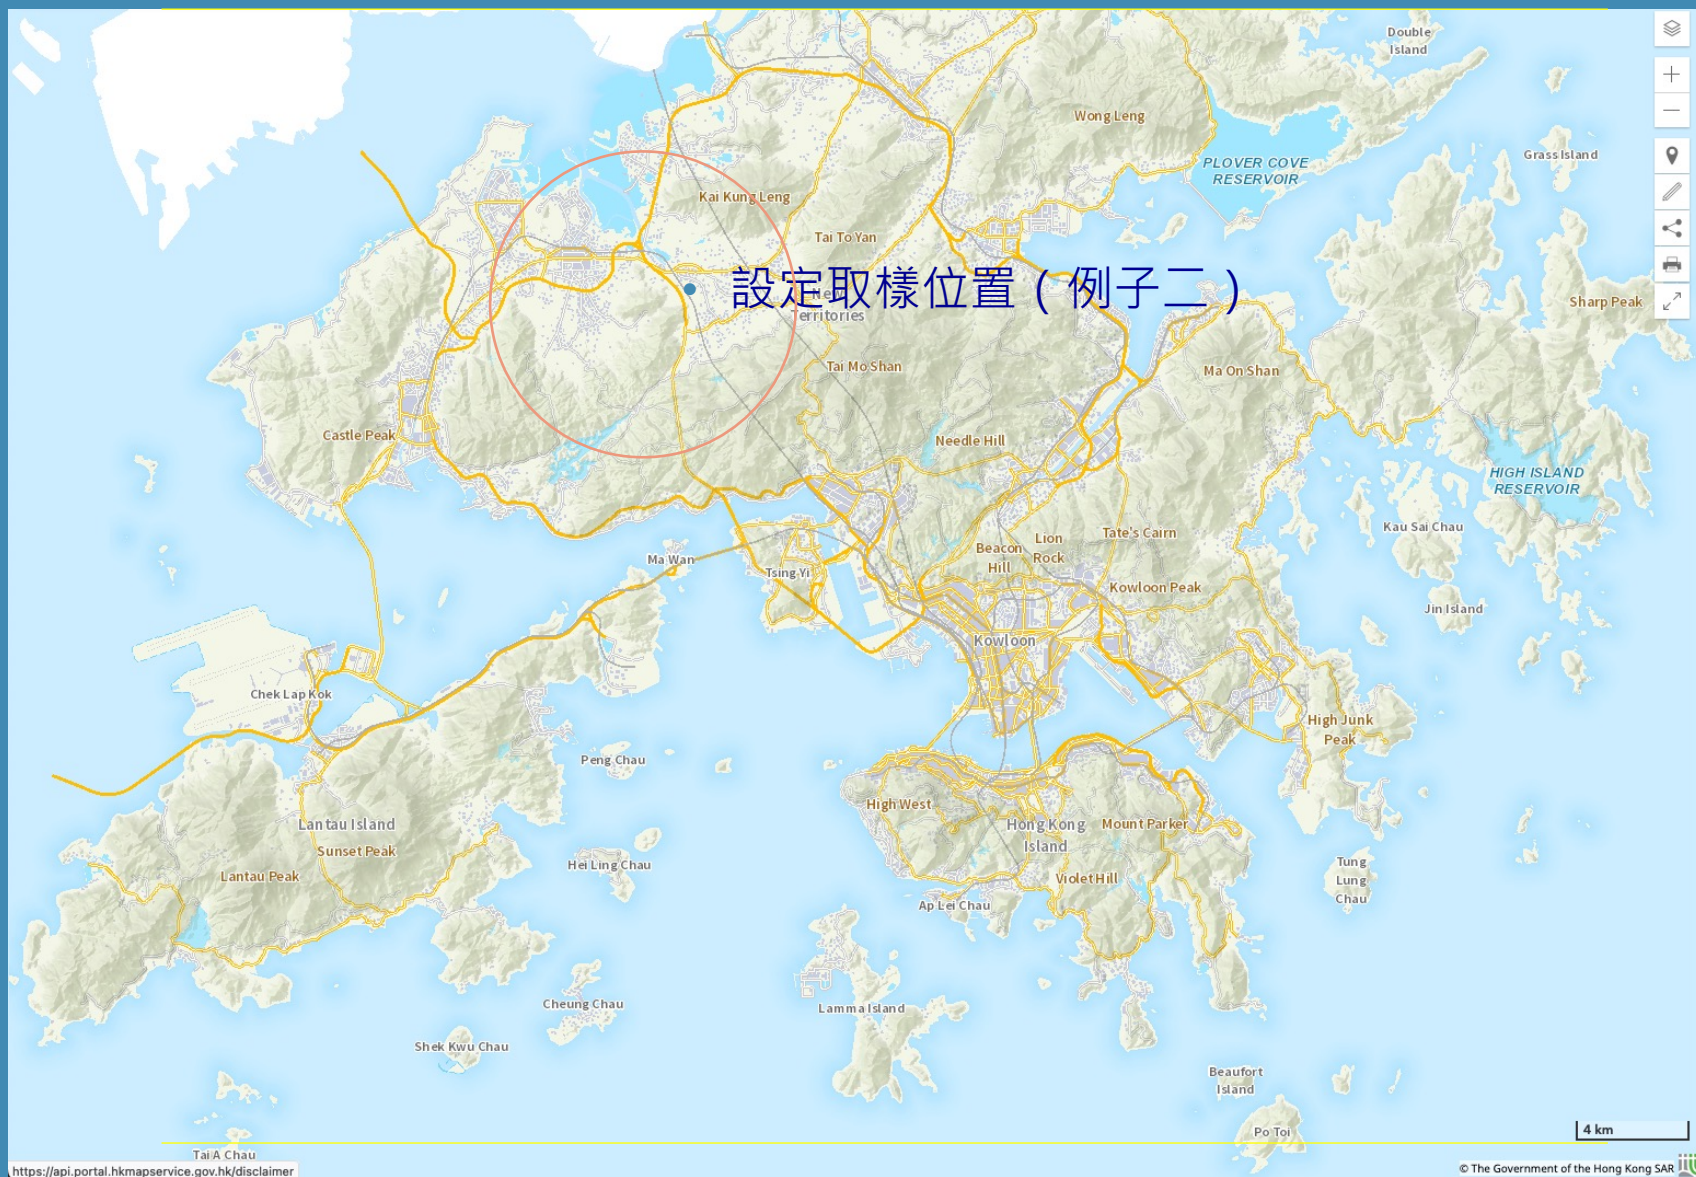 Double
Island
Wong Leng
PLOVER COVE
RESERVOIR
Grass Island
Kai Kung Leng
Tai To Yan
設定取樣位置（例子二）
Territories
Sharp Peak
Tai Mo Shan
Ma On Shan
Castle Peak
Needle Hill
HIGH ISLAND
RESERVOIR
Kau Sai Chau
Tate's Cairn
Lion
Rock
Beacon
Hill
Ma Wan
Tsing Yi
Kowloon Peak
Jin Island
Kowloon
Chek Lap Kok
High Junk
Peak
Peng Chau
High West
Lantau Island
Hong Kong
Island
Mount Parker
Sunset Peak
Hei Ling Chau
Lantau Peak
Violet Hill
Tung
Lung
Chau
Ap Lei Chau
Cheung Chau
Lamma Island
Shek Kwu Chau
Beaufort
Island
Po Toi
4 km
Tai A Chau
https://api.portal.hkmapservice.gov.hk/disclaimer
© The Government of the Hong Kong SAR